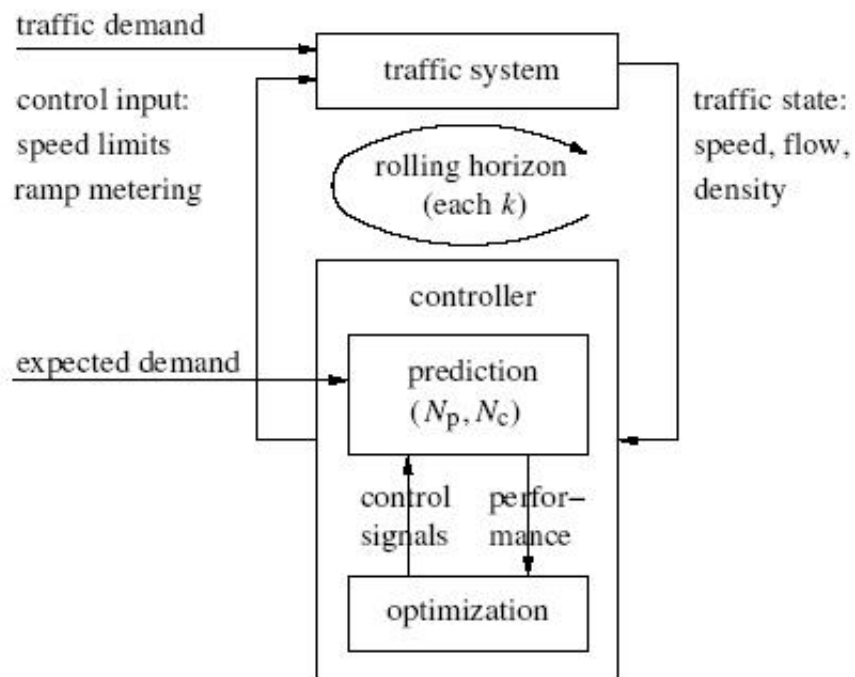 traffic demand
traffic system
control input:
speed limits
ramp metering
traffic state:
speed, flow,
density
rolling horizon
(each k)
controller
expected demand
prediction
(Np, Nc)
control
signals
perfor−
mance
optimization